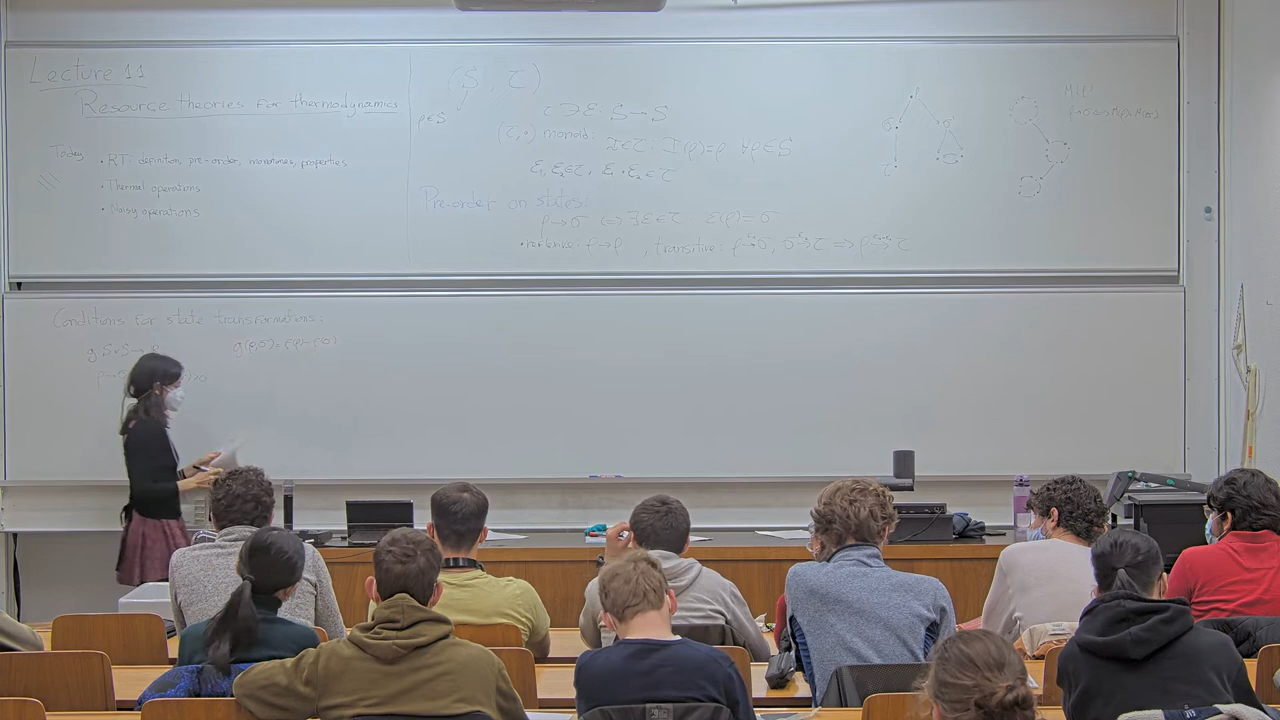 Lecture 11
Resource theories for thermodynamics
Today
• RT: definition, pre-order, monotones, properties
• Thermal operations
• Noisy operations
(S, τ)
ρ∈S
τ∋ε: S→S
(τ,∘) monoid: I∈τ: I(ρ)=ρ ∀ρ∈S
ε₁, ε₂∈τ, ε₁∘ε₂∈τ
Pre-order on states:
ρ→σ ⇔ ∃ε∈τ: ε(ρ)=σ
• reflexive: ρ→ρ , transitive: ρ→σ, σ→τ => ρ→τ
M(ρ)
Conditions for state transformations:
g: S×S→
g(ρ,σ)=